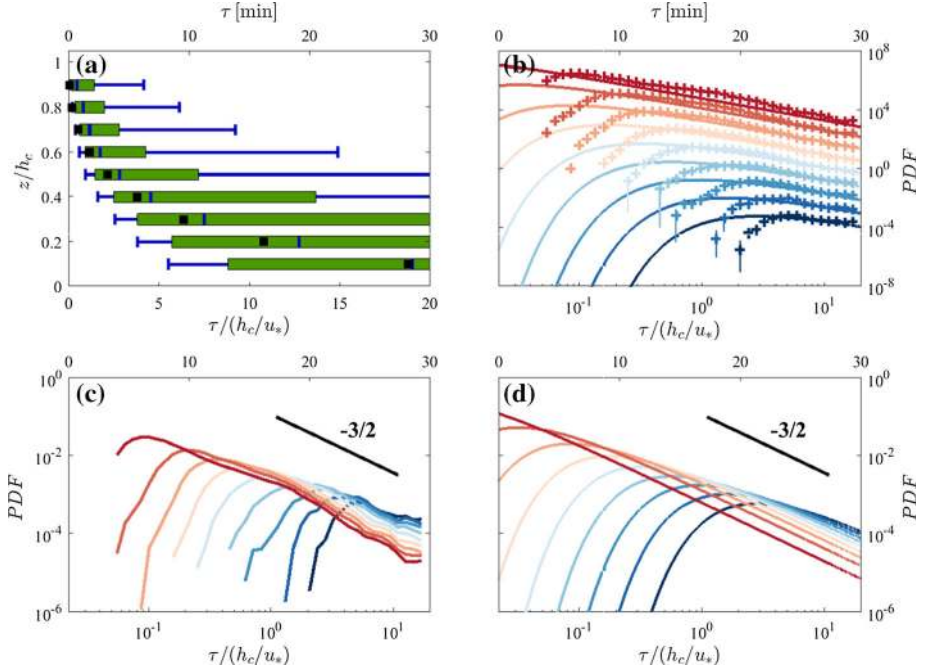 τ [min]
τ [min]
0 10 20 30
0 10 20 30
(a)
(b)
1
0.8
0.6
0.4
0.2
0
z/h_c
10^8
10^4
10^0
10^-4
10^-8
PDF
0 5 10 15 20
10^-1 10^0 10^1
τ/(h_c/u_*)
τ/(h_c/u_*)
0 10 20 30
0 10 20 30
(c)
(d)
-3/2
-3/2
10^0
10^-2
10^-4
10^-6
PDF
10^0
10^-2
10^-4
10^-6
PDF
10^-1 10^0 10^1
10^-1 10^0 10^1
τ/(h_c/u_*)
τ/(h_c/u_*)